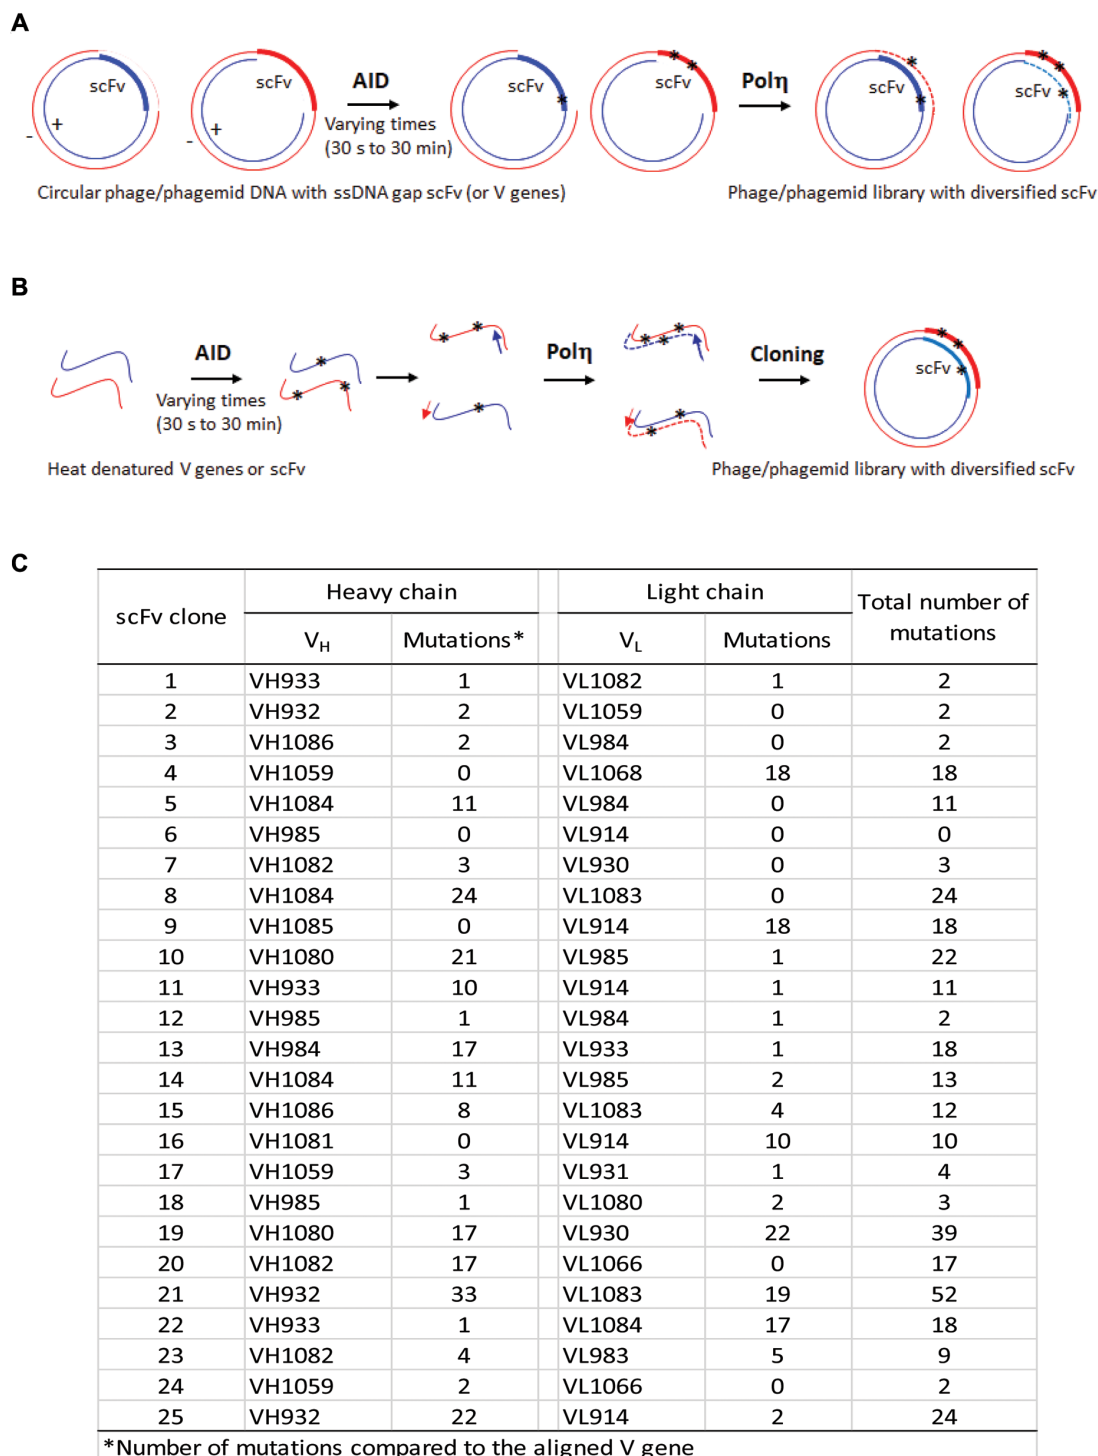 A
scFv
+
-
scFv
+
-
AID
Varying times
(30 s to 30 min)
scFv
*
scFv
* *
Polη
scFv
* *
scFv
* * *
Circular phage/phagemid DNA with ssDNA gap scFv (or V genes)
Phage/phagemid library with diversified scFv
B
AID
Varying times
(30 s to 30 min)
* * *
* * *
Polη
* * * * *
Cloning
scFv
* * *
Heat denatured V genes or scFv
Phage/phagemid library with diversified scFv
C
scFv clone Heavy chain Light chain Total number of mutations
VH Mutations* VL Mutations
1 VH933 1 VL1082 1 2
2 VH932 2 VL1059 0 2
3 VH1086 2 VL984 0 2
4 VH1059 0 VL1068 18 18
5 VH1084 11 VL984 0 11
6 VH985 0 VL914 0 0
7 VH1082 3 VL930 0 3
8 VH1084 24 VL1083 0 24
9 VH1085 0 VL914 18 18
10 VH1080 21 VL985 1 22
11 VH933 10 VL914 1 11
12 VH985 1 VL984 1 2
13 VH984 17 VL933 1 18
14 VH1084 11 VL985 2 13
15 VH1086 8 VL1083 4 12
16 VH1081 0 VL914 10 10
17 VH1059 3 VL931 1 4
18 VH985 1 VL1080 2 3
19 VH1080 17 VL930 22 39
20 VH1082 17 VL1066 0 17
21 VH932 33 VL1083 19 52
22 VH933 1 VL1084 17 18
23 VH1082 4 VL983 5 9
24 VH1059 2 VL1066 0 2
25 VH932 22 VL914 2 24
*Number of mutations compared to the aligned V gene